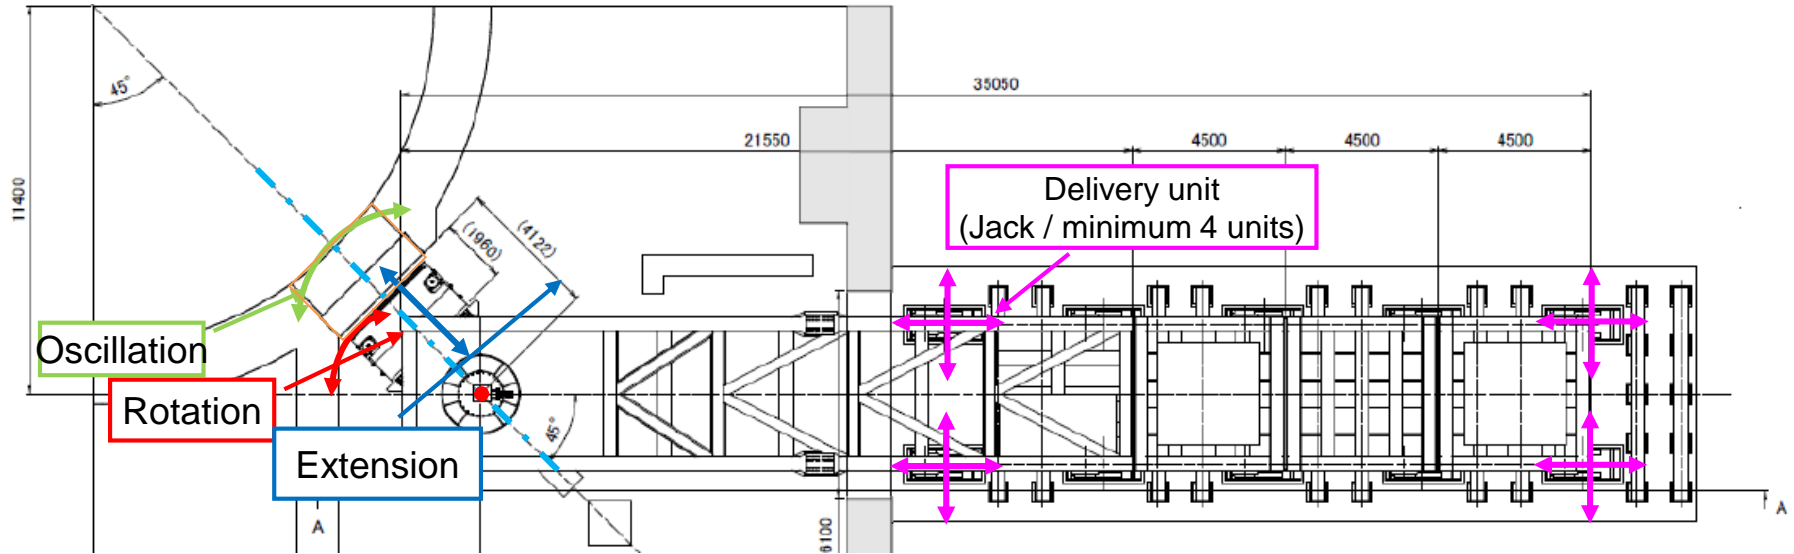 45°
35050
21550
4500
4500
4500
11400
Delivery unit
(Jack / minimum 4 units)
(4122)
(1960)
Oscillation
Rotation
Extension
45°
A
6100
A